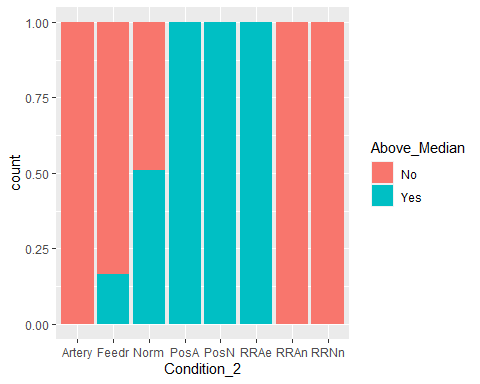 1.00
0.75
0.50
0.25
0.00
count
Artery Feedr Norm PosA PosN RRAe RRAn RRNn
Condition_2
Above_Median
No
Yes